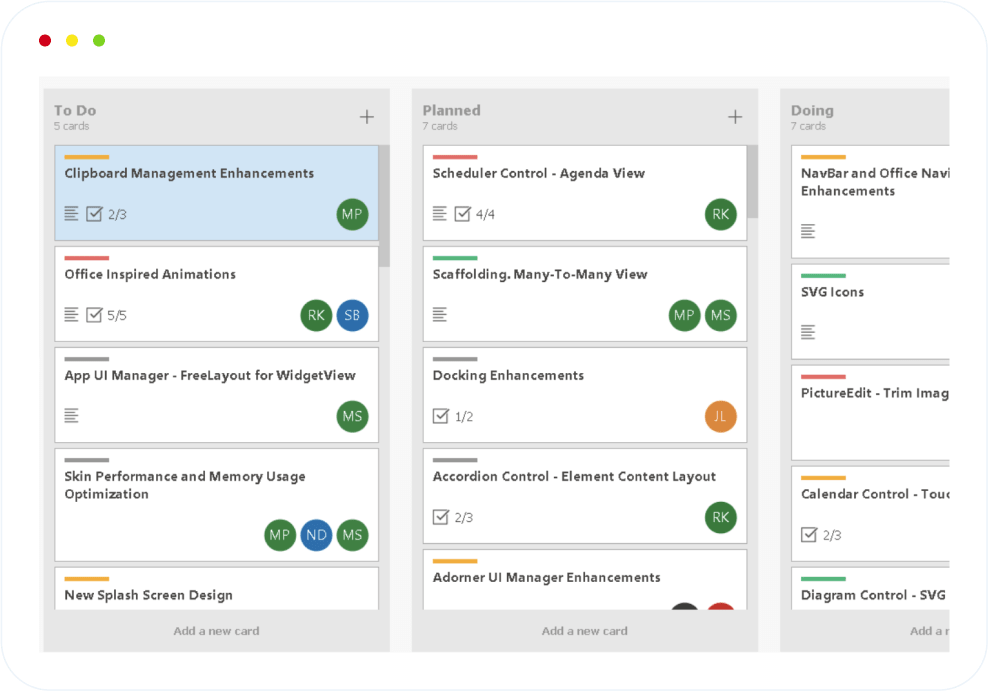 To Do
5 cards
Clipboard Management Enhancements
2/3
MP
Office Inspired Animations
5/5
RK
SB
App UI Manager - FreeLayout for WidgetView
MS
Skin Performance and Memory Usage
Optimization
MP
ND
MS
New Splash Screen Design
Add a new card
Planned
7 cards
Scheduler Control - Agenda View
4/4
RK
Scaffolding. Many-To-Many View
MP
MS
Docking Enhancements
1/2
JL
Accordion Control - Element Content Layout
2/3
RK
Adorner UI Manager Enhancements
Add a new card
Doing
7 cards
NavBar and Office Navi
Enhancements
SVG Icons
PictureEdit - Trim Imag
Calendar Control - Touc
2/3
Diagram Control - SVG
Add a